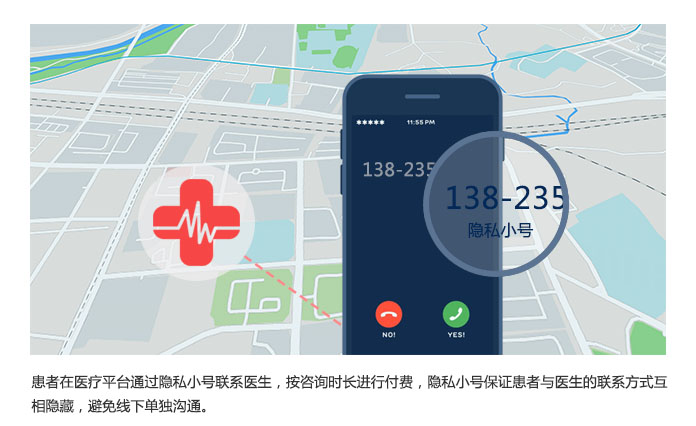 *****
11:55 PM
138-235
138-235
隐私小号
NO!
YES!
患者在医疗平台通过隐私小号联系医生，按咨询时长进行付费，隐私小号保证患者与医生的联系方式互
相隐藏，避免线下单独沟通。